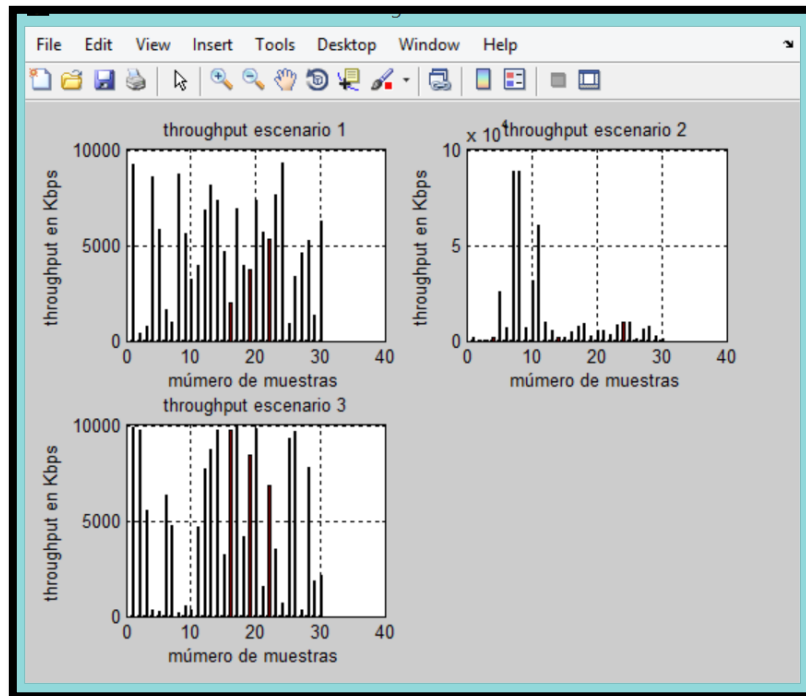 File Edit View Insert Tools Desktop Window Help
throughput escenario 1
10000
5000
0
0 10 20 30 40
throughput en Kbps
múmero de muestras
x 10^4
throughput escenario 2
10
5
0
0 10 20 30 40
throughput en Kbps
múmero de muestras
throughput escenario 3
10000
5000
0
0 10 20 30 40
throughput en Kbps
múmero de muestras